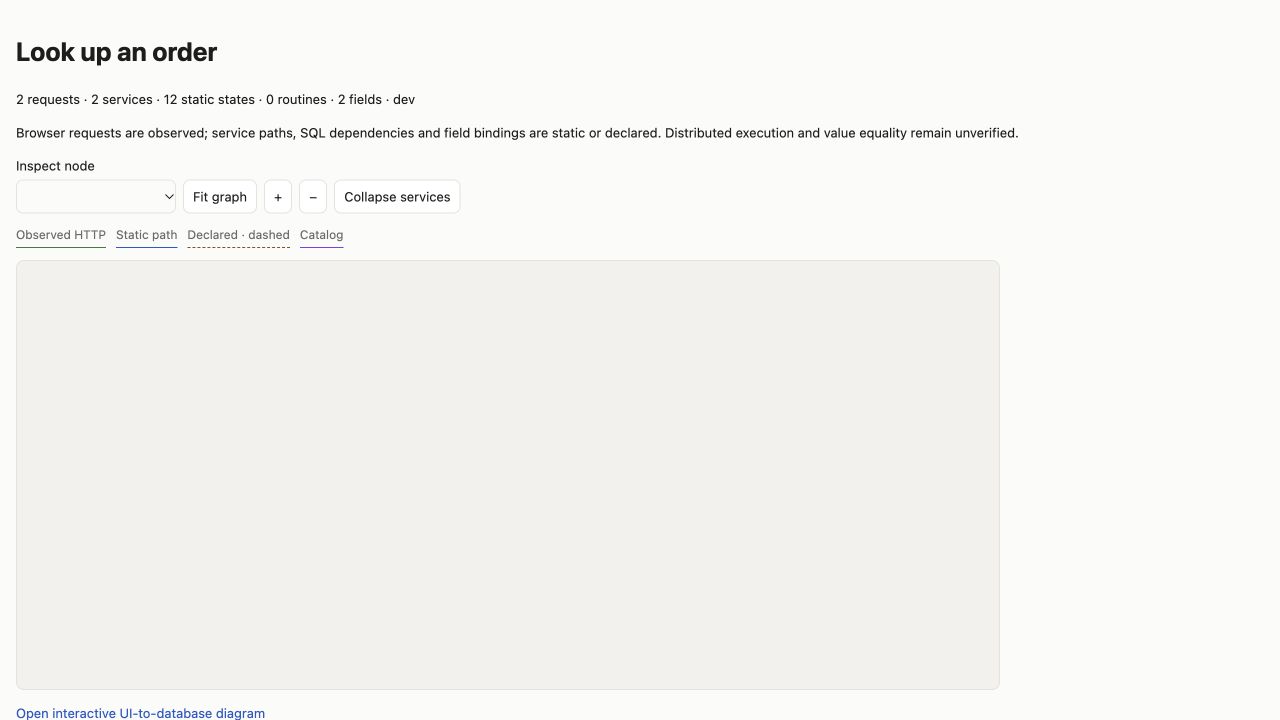 Look up an order
2 requests · 2 services · 12 static states · 0 routines · 2 fields · dev
Browser requests are observed; service paths, SQL dependencies and field bindings are static or declared. Distributed execution and value equality remain unverified.
Inspect node
Fit graph + − Collapse services
Observed HTTP Static path Declared · dashed Catalog
Open interactive UI-to-database diagram